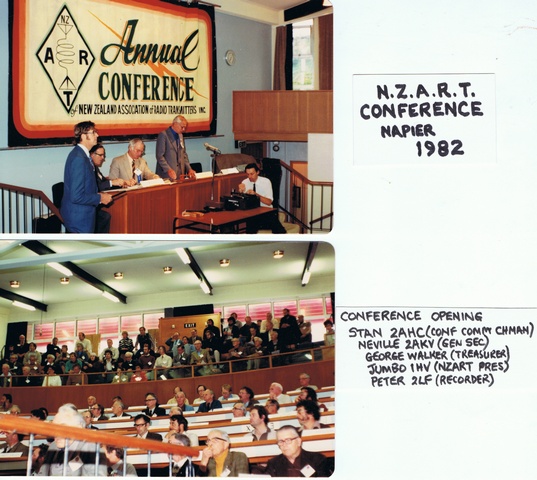 NZ
A R
T
Annual
CONFERENCE
NEW ZEALAND ASSOCIATION of RADIO TRANSMITTERS INC.
N.Z.A.R.T.
CONFERENCE
NAPIER
1982
EXIT
CONFERENCE OPENING
STAN 2AHC (CONF COMM CHMAN)
NEVILLE 2AKV (GEN SEC)
GEORGE WALKER (TREASURER)
JUMBO 1HV (NZART PRES)
PETER 2LF (RECORDER)